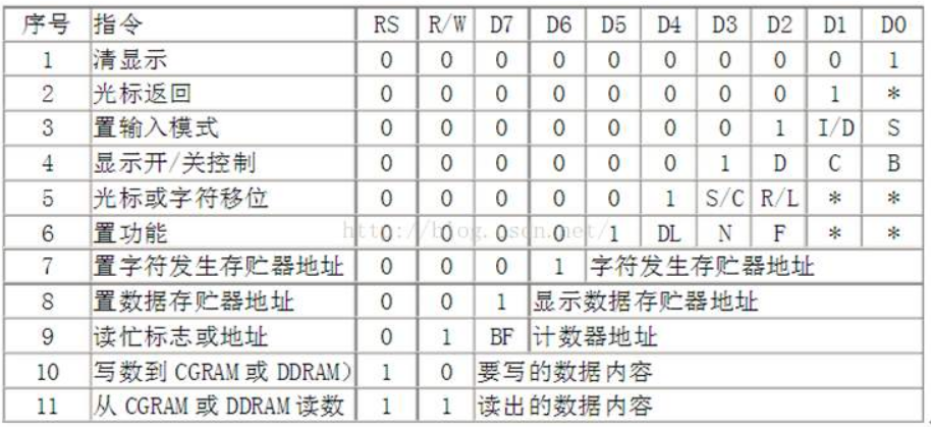 序号 指令 RS R/W D7 D6 D5 D4 D3 D2 D1 D0
1 清显示 0 0 0 0 0 0 0 0 0 1
2 光标返回 0 0 0 0 0 0 0 0 1 *
3 置输入模式 0 0 0 0 0 0 0 1 I/D S
4 显示开/关控制 0 0 0 0 0 0 1 D C B
5 光标或字符移位 0 0 0 0 0 1 S/C R/L * *
6 置功能 0 0 0 0 1 DL N F * *
7 置字符发生存贮器地址 0 0 0 1 字符发生存贮器地址
8 置数据存贮器地址 0 0 1 显示数据存贮器地址
9 读忙标志或地址 0 1 BF 计数器地址
10 写数到 CGRAM 或 DDRAM) 1 0 要写的数据内容
11 从 CGRAM 或 DDRAM 读数 1 1 读出的数据内容
http://blog.csdn.net/